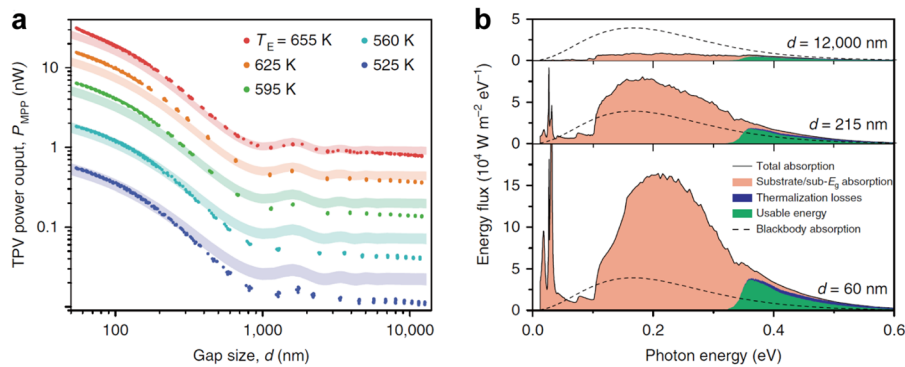 a
TPV power ouput, P_MPP (nW)
10
1
0.1
T_E = 655 K
625 K
595 K
560 K
525 K
100
1,000
10,000
Gap size, d (nm)
b
Energy flux (10⁴ W m⁻² eV⁻¹)
5
0
d = 12,000 nm
5
0
d = 215 nm
15
10
5
0
Total absorption
Substrate/sub-E_g absorption
Thermalization losses
Usable energy
Blackbody absorption
d = 60 nm
0.0
0.2
0.4
0.6
Photon energy (eV)